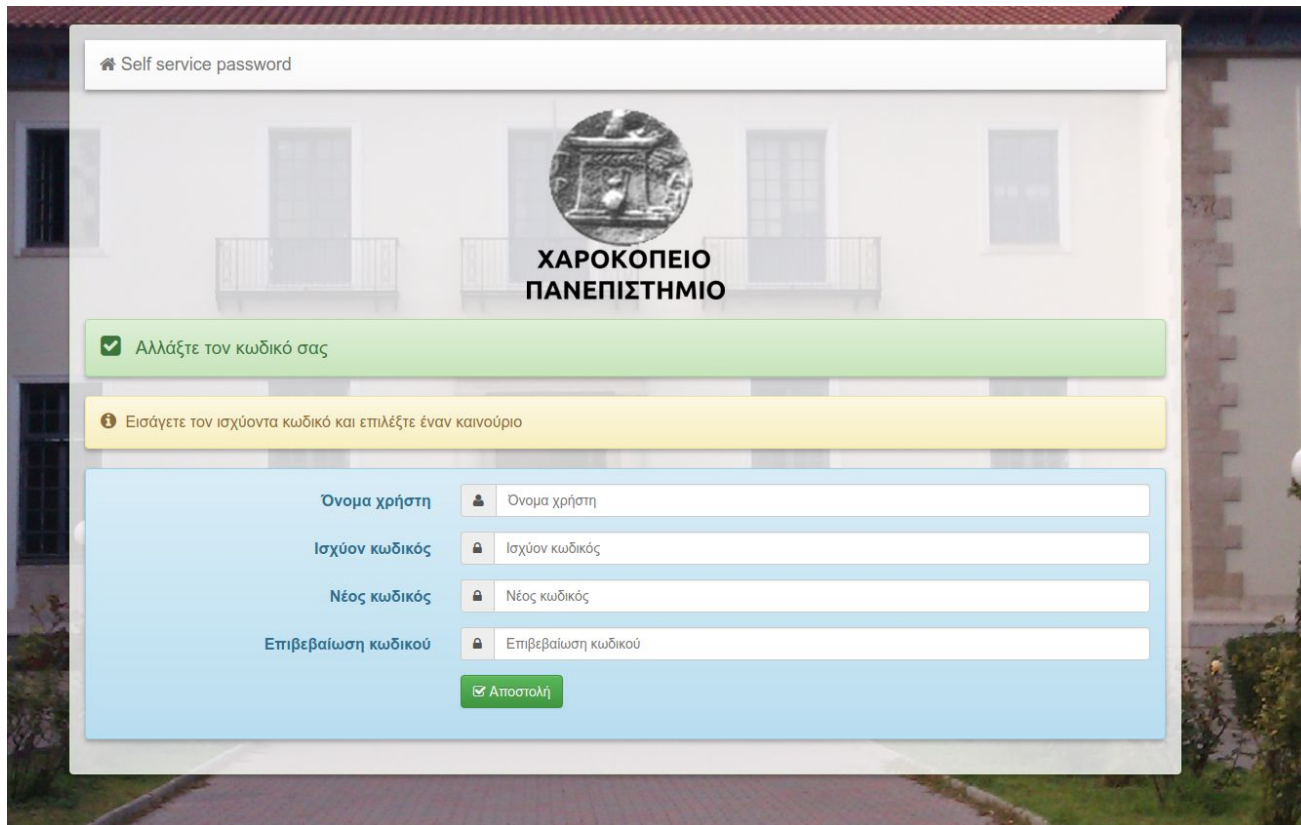 Self service password
ΧΑΡΟΚΟΠΕΙΟ
ΠΑΝΕΠΙΣΤΗΜΙΟ
Αλλάξτε τον κωδικό σας
Εισάγετε τον ισχύοντα κωδικό και επιλέξτε έναν καινούριο
Όνομα χρήστη Όνομα χρήστη
Ισχύον κωδικός Ισχύον κωδικός
Νέος κωδικός Νέος κωδικός
Επιβεβαίωση κωδικού Επιβεβαίωση κωδικού
Αποστολή